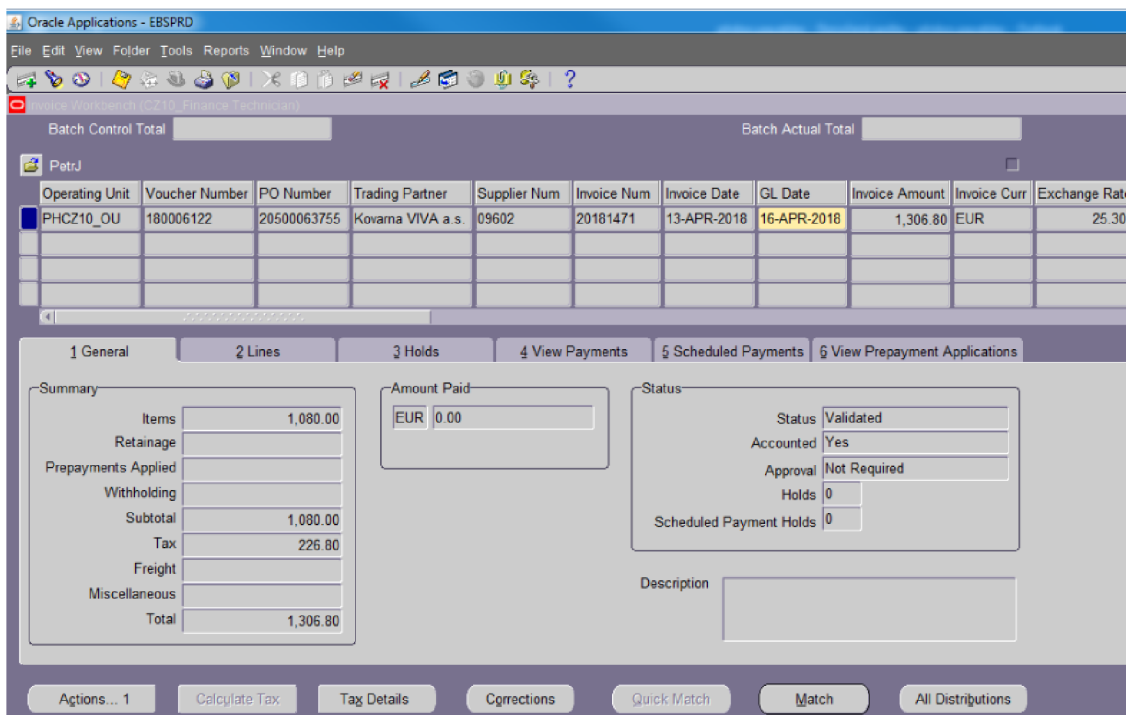 Oracle Applications - EBSPRD
File Edit View Folder Tools Reports Window Help
Invoice Workbench (CZ10_Finance Technician)
Batch Control Total Batch Actual Total
PetrJ
Operating Unit Voucher Number PO Number Trading Partner Supplier Num Invoice Num Invoice Date GL Date Invoice Amount Invoice Curr Exchange Rate
PHCZ10_OU 180006122 20500063755 Kovarna VIVA a.s. 09602 20181471 13-APR-2018 16-APR-2018 1,306.80 EUR 25.30
1 General 2 Lines 3 Holds 4 View Payments 5 Scheduled Payments 6 View Prepayment Applications
Summary Amount Paid Status
Items 1,080.00 EUR 0.00 Status Validated
Retainage Accounted Yes
Prepayments Applied Approval Not Required
Withholding Holds 0
Subtotal 1,080.00 Scheduled Payment Holds 0
Tax 226.80
Freight
Miscellaneous Description
Total 1,306.80
Actions... 1 Calculate Tax Tax Details Corrections Quick Match Match All Distributions